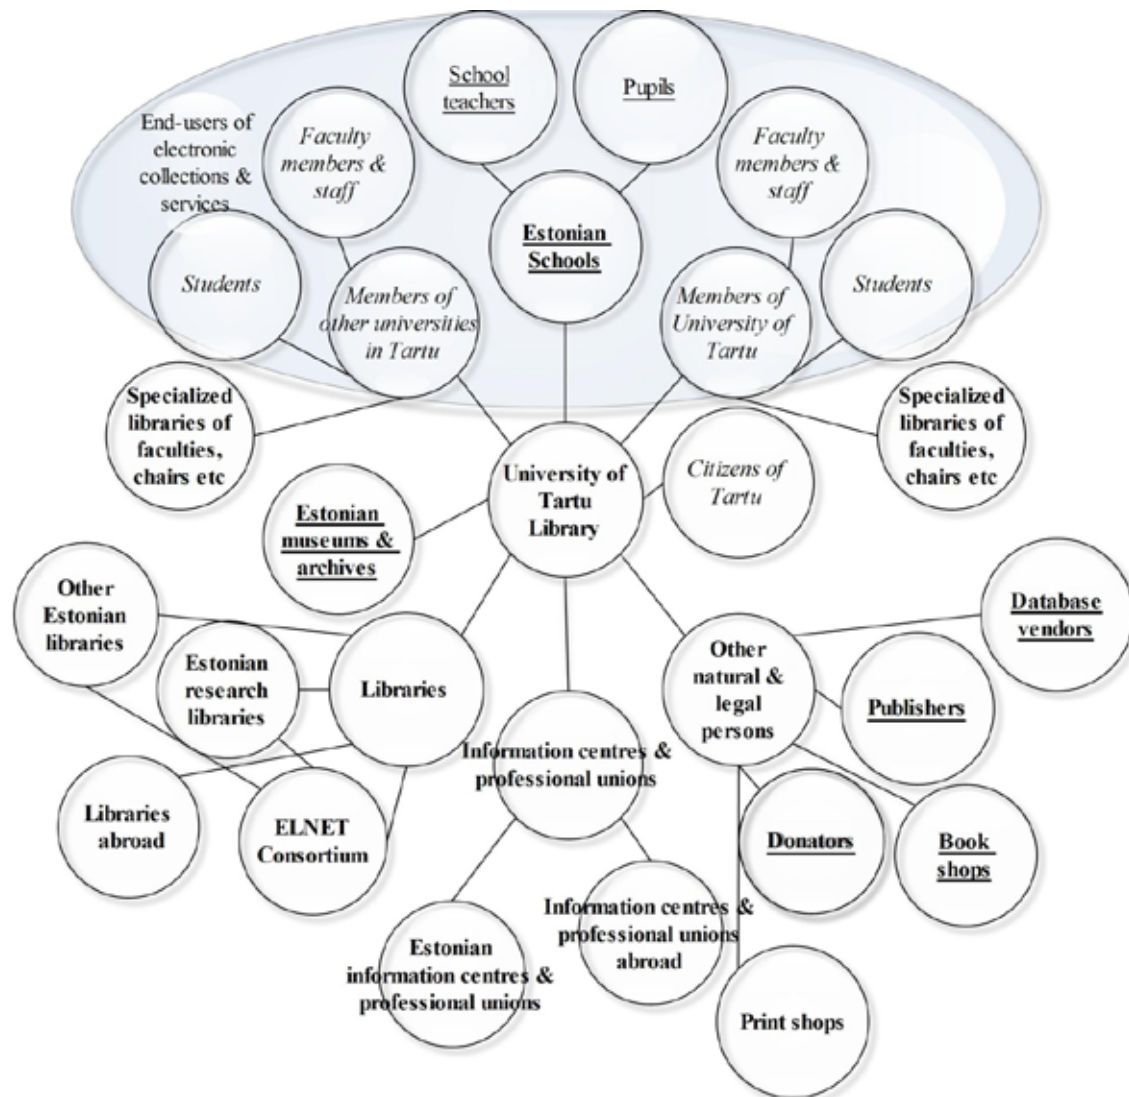 School
teachers
Pupils
End-users of
electronic
collections &
services
Faculty
members &
staff
Faculty
members &
staff
Estonian
Schools
Students
Members of
other universities
in Tartu
Members of
University of
Tartu
Students
Specialized
libraries of
faculties,
chairs etc
University of
Tartu
Library
Citizens of
Tartu
Specialized
libraries of
faculties,
chairs etc
Estonian
museums &
archives
Other
Estonian
libraries
Estonian
research
libraries
Libraries
Other
natural &
legal
persons
Database
vendors
Publishers
Information centres &
professional unions
Libraries
abroad
ELNET
Consortium
Donators
Book
shops
Estonian
information centres &
professional unions
Information centres &
professional unions
abroad
Print shops